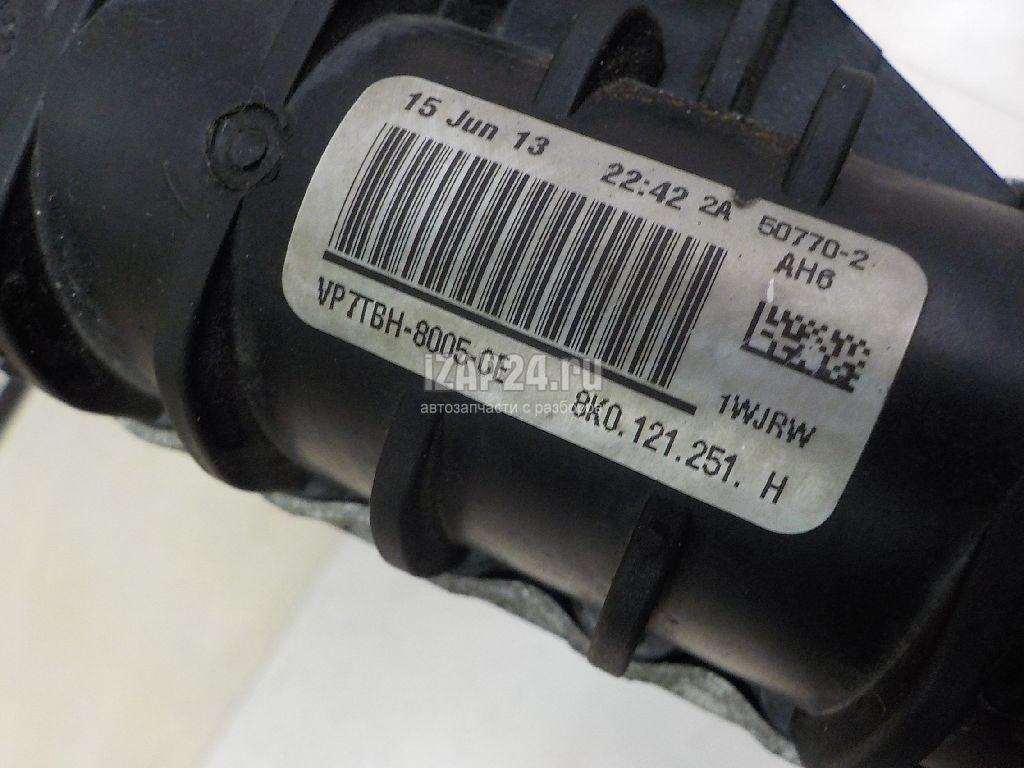 15 Jun 13 22:42 2A 50770-2
AH6
VP7TBH-8005-CE
8K0.121.251. H
1WJRW
iZAP24.ru
автозапчасти с разборов